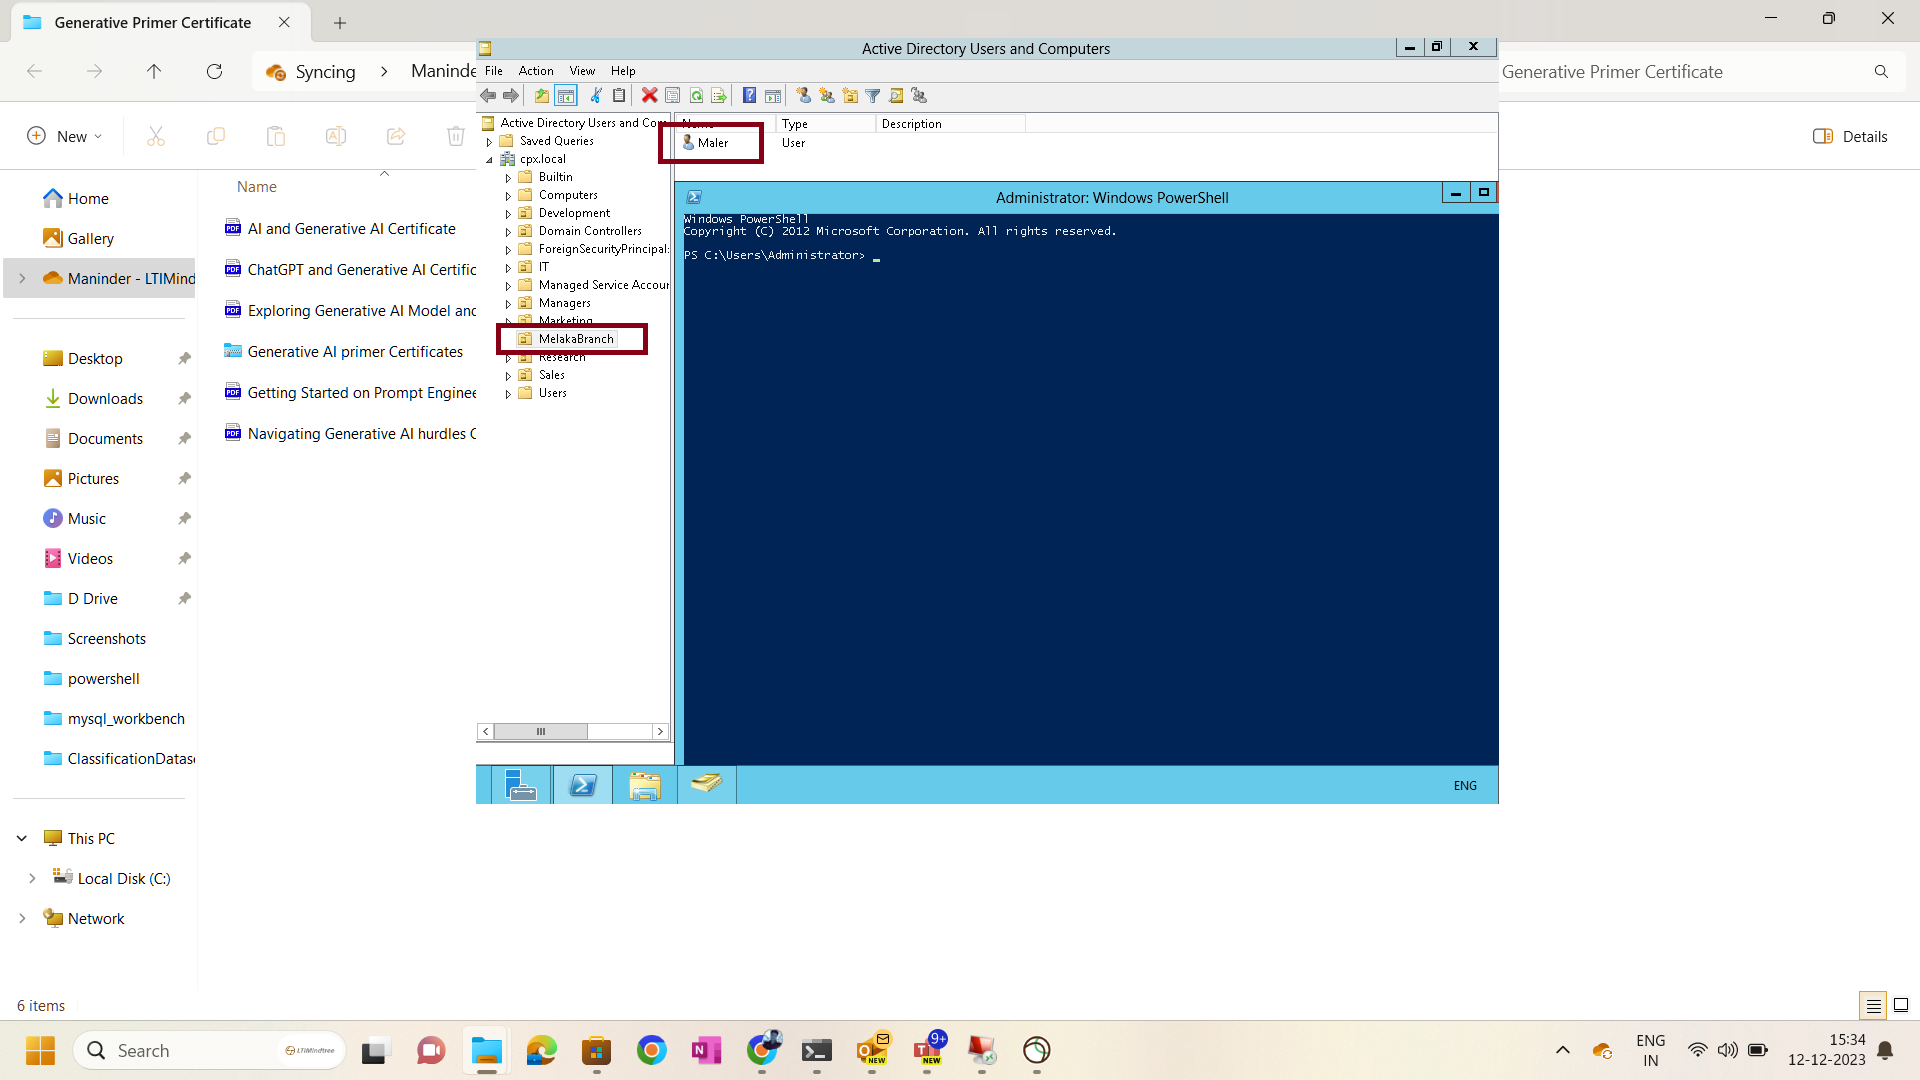 Generative Primer Certificate
Syncing
Maninde
Generative Primer Certificate
New
Details
Home
Gallery
Maninder - LTIMind
Desktop
Downloads
Documents
Pictures
Music
Videos
D Drive
Screenshots
powershell
mysql_workbench
ClassificationDatas
This PC
Local Disk (C:)
Network
6 items
Name
AI and Generative AI Certificate
ChatGPT and Generative AI Certific
Exploring Generative AI Model and
Generative AI primer Certificates
Getting Started on Prompt Enginee
Navigating Generative AI hurdles C
Active Directory Users and Computers
File Action View Help
Active Directory Users and Com
Saved Queries
cpx.local
Builtin
Computers
Development
Domain Controllers
ForeignSecurityPrincipal:
IT
Managed Service Accour
Managers
Marketing
MelakaBranch
Research
Sales
Users
Name Type Description
Maler User
Administrator: Windows PowerShell
Windows PowerShell
Copyright (C) 2012 Microsoft Corporation. All rights reserved.
PS C:\Users\Administrator> _
ENG
Search
LTIMindtree
NEW
9+
NEW
ENG
IN
15:34
12-12-2023